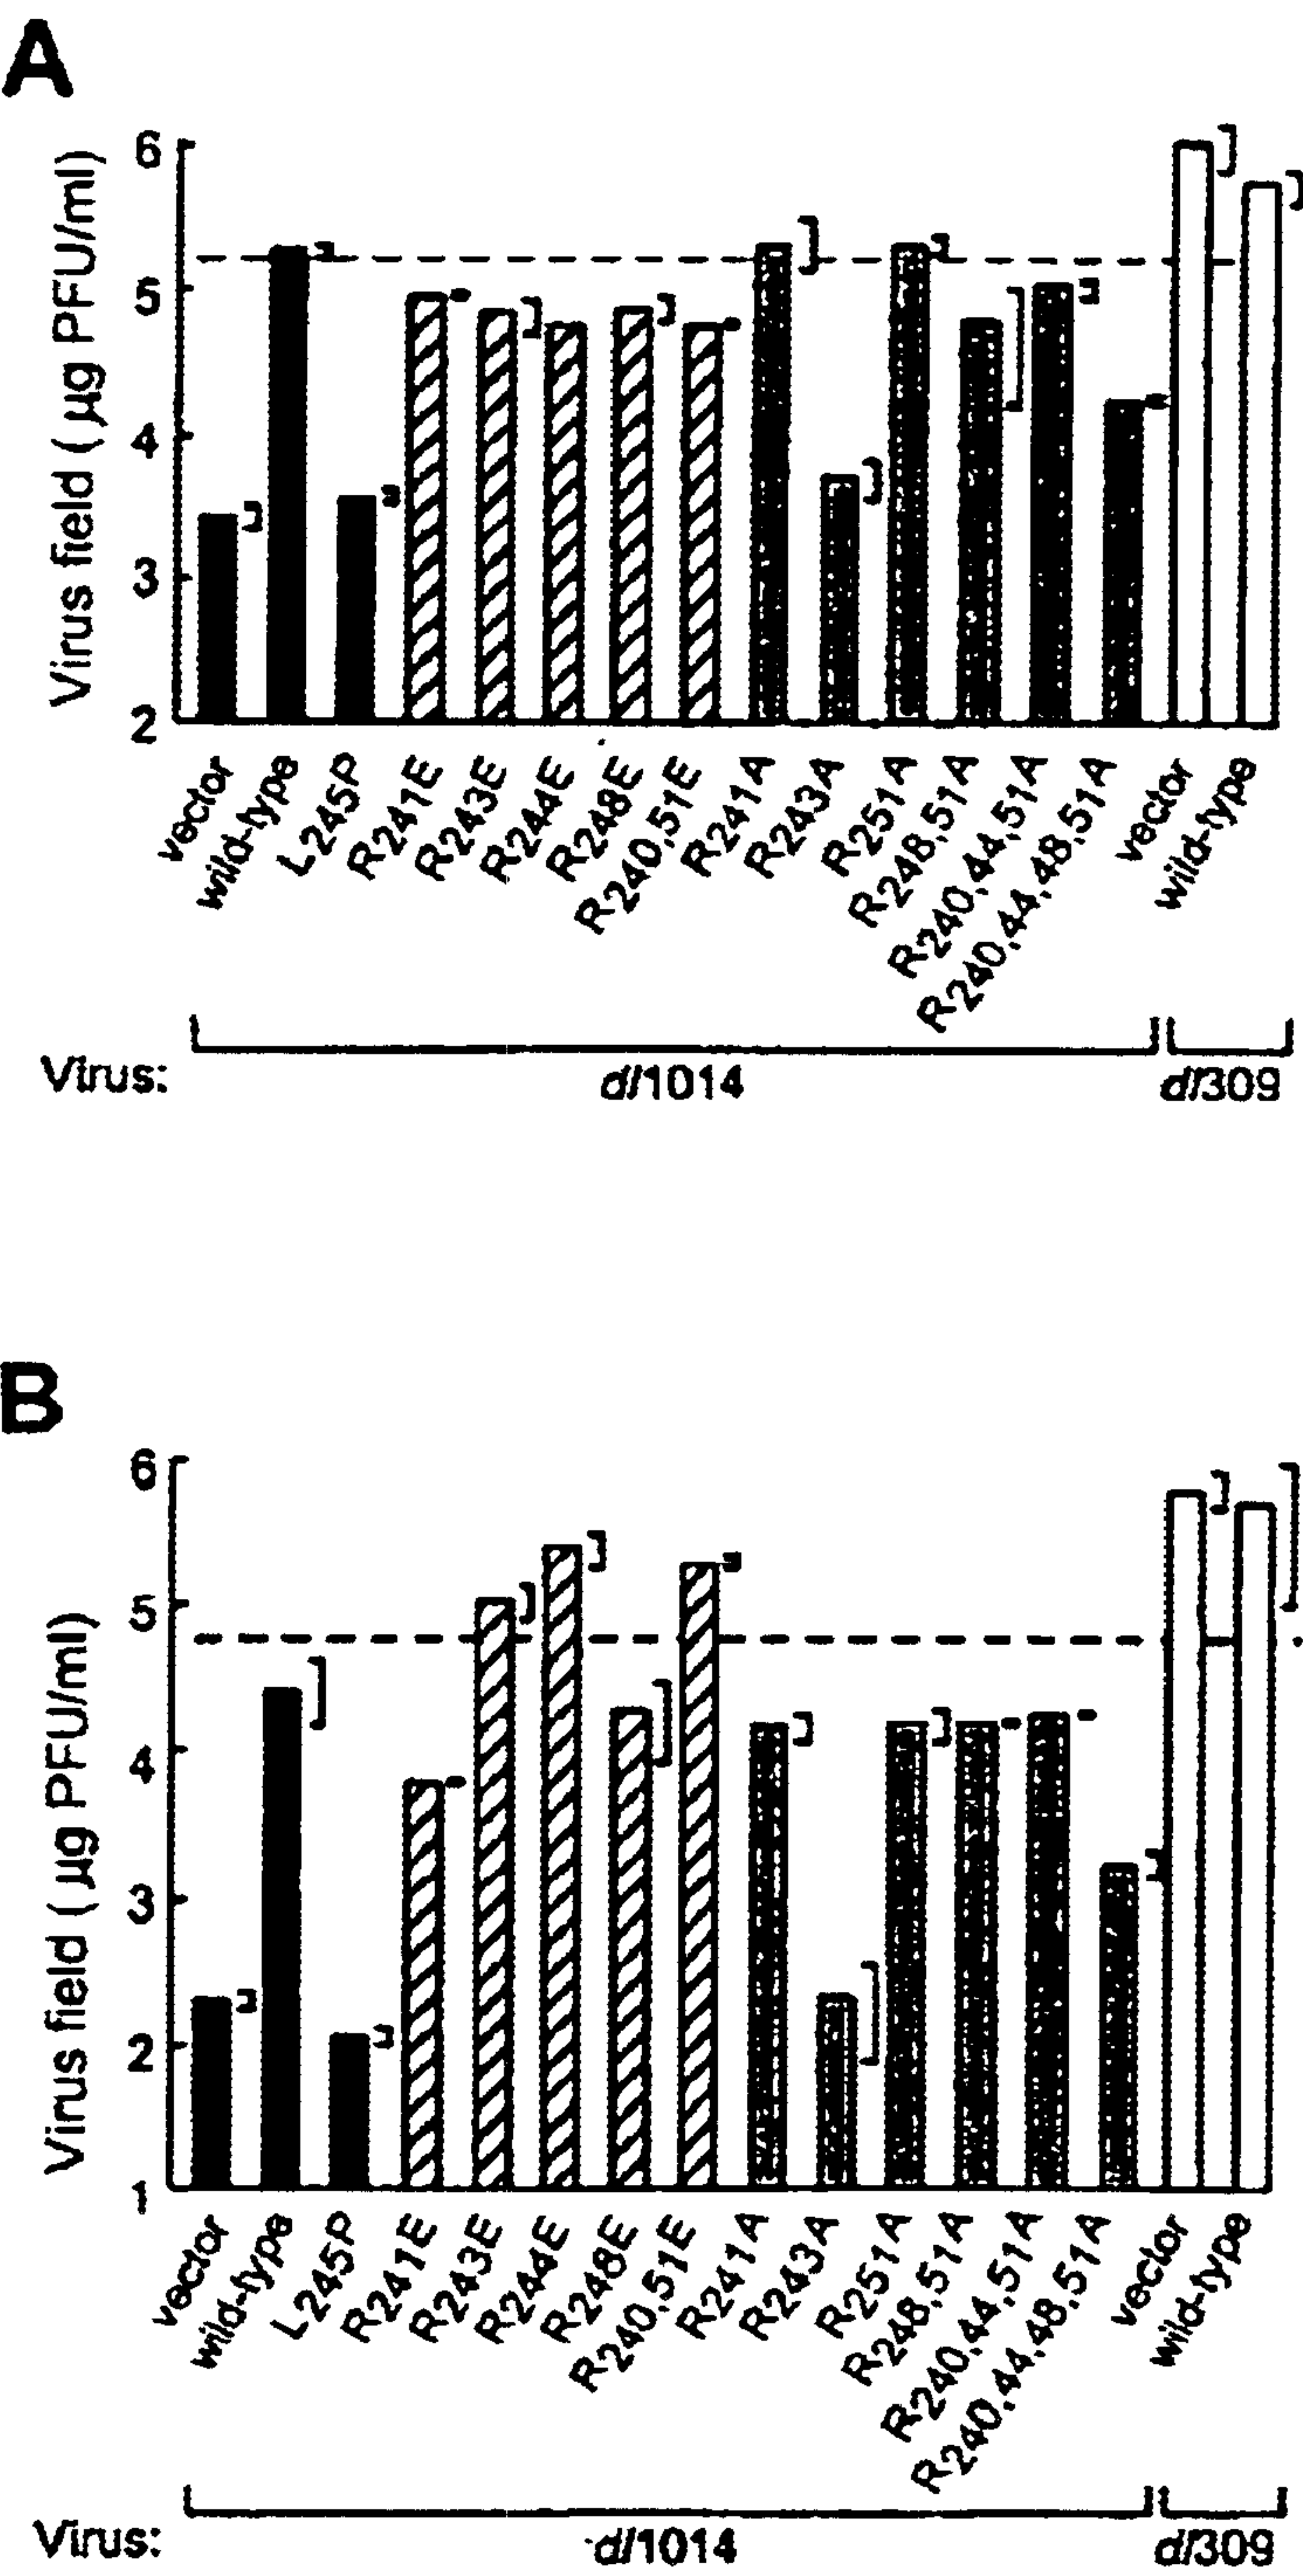 A
Virus field (µg PFU/ml)
6
5
4
3
2
vector
wild-type
L245P
R241E
R243E
R244E
R248E
R240,51E
R241A
R243A
R251A
R248,51A
R240,44,51A
R240,44,48,51A
vector
wild-type
Virus:
dl1014
dl309
B
Virus field (µg PFU/ml)
6
5
4
3
2
1
vector
wild-type
L245P
R241E
R243E
R244E
R248E
R240,51E
R241A
R243A
R251A
R248,51A
R240,44,51A
R240,44,48,51A
vector
wild-type
Virus:
dl1014
dl309